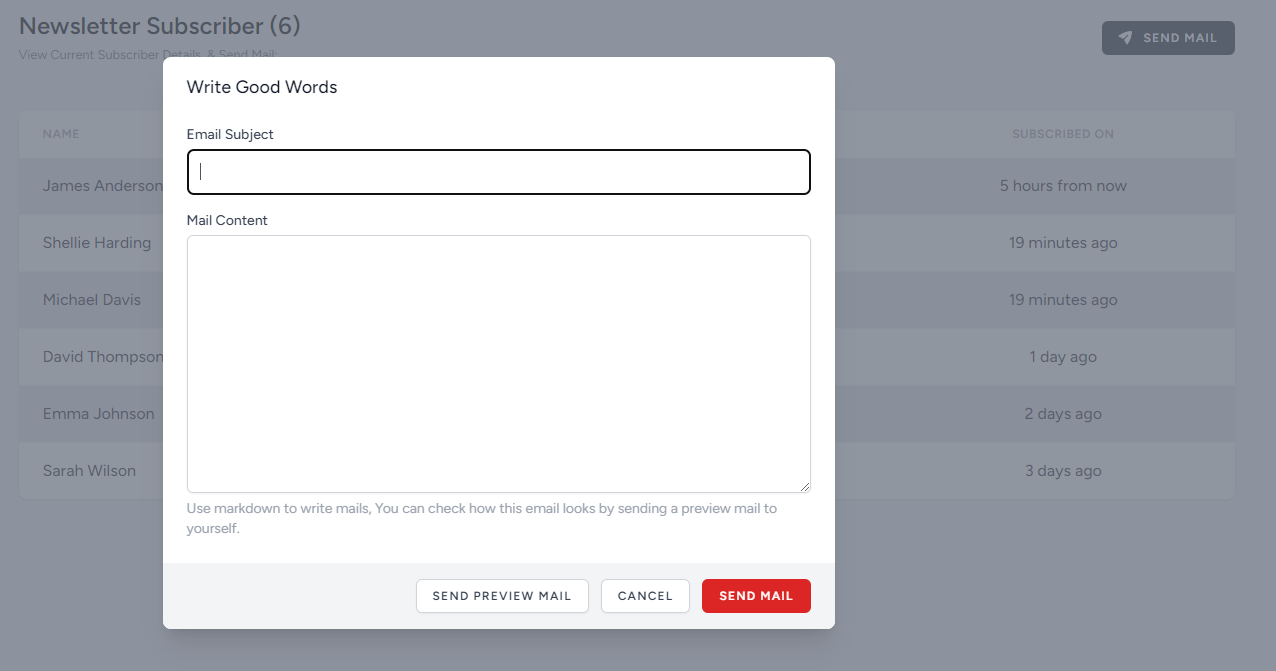 Newsletter Subscriber (6)
View Current Subscriber Details, & Send Mail:
SEND MAIL
Write Good Words
Email Subject
Mail Content
Use markdown to write mails, You can check how this email looks by sending a preview mail to
yourself.
SEND PREVIEW MAIL
CANCEL
SEND MAIL
NAME
SUBSCRIBED ON
James Anderson
5 hours from now
Shellie Harding
19 minutes ago
Michael Davis
19 minutes ago
David Thompson
1 day ago
Emma Johnson
2 days ago
Sarah Wilson
3 days ago